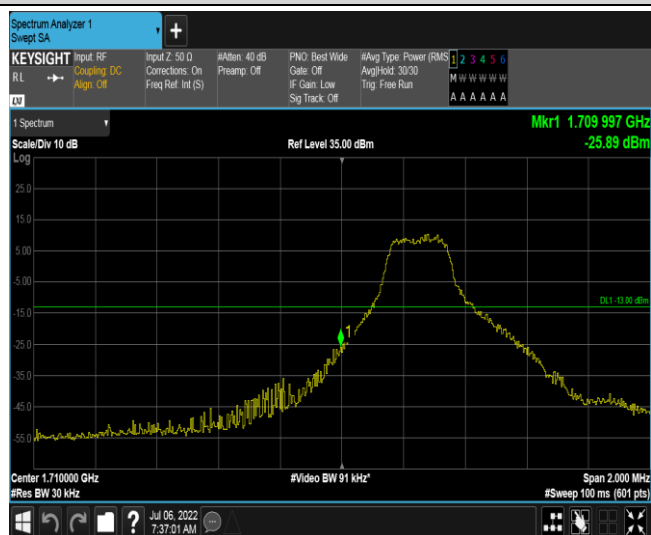 Spectrum Analyzer 1
Swept SA
+
KEYSIGHT Input: RF Input Z: 50 Ω #Atten: 40 dB PNO: Best Wide #Avg Type: Power (RMS 1 2 3 4 5 6
RL Coupling: DC Corrections: On Preamp: Off Gate: Off Avg|Hold: 30/30 M W W W W W
Align: Off Freq Ref: Int (S) IF Gain: Low Trig: Free Run
LXI Sig Track: Off A A A A A A
1 Spectrum Mkr1 1.709 997 GHz
Scale/Div 10 dB Ref Level 35.00 dBm -25.89 dBm
Log
25.0
15.0
5.00
-5.00
DL1 -13.00 dBm
-15.0
1
-25.0
-35.0
-45.0
-55.0
Center 1.710000 GHz #Video BW 91 kHz* Span 2.000 MHz
#Res BW 30 kHz #Sweep 100 ms (601 pts)
? Jul 06, 2022
7:37:01 AM